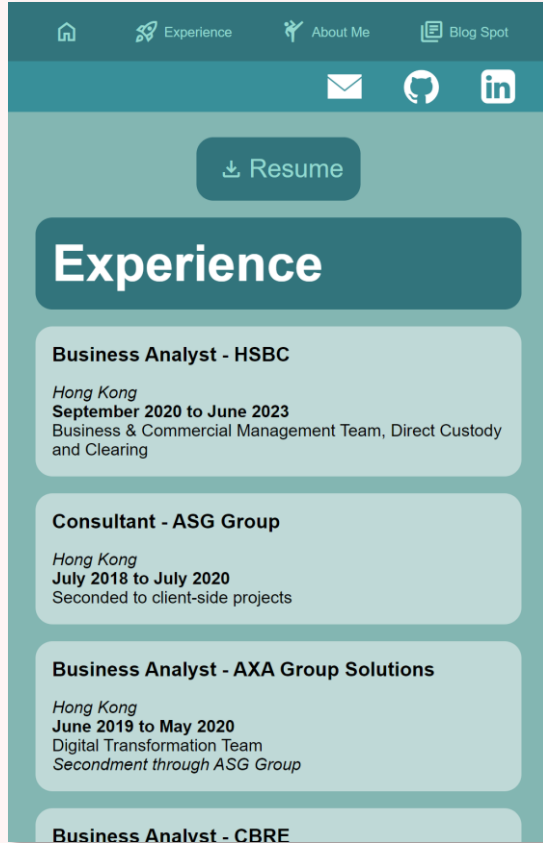 Experience
About Me
Blog Spot
in
Resume
Experience
Business Analyst - HSBC
Hong Kong
September 2020 to June 2023
Business & Commercial Management Team, Direct Custody
and Clearing
Consultant - ASG Group
Hong Kong
July 2018 to July 2020
Seconded to client-side projects
Business Analyst - AXA Group Solutions
Hong Kong
June 2019 to May 2020
Digital Transformation Team
Secondment through ASG Group
Business Analyst - CBRE